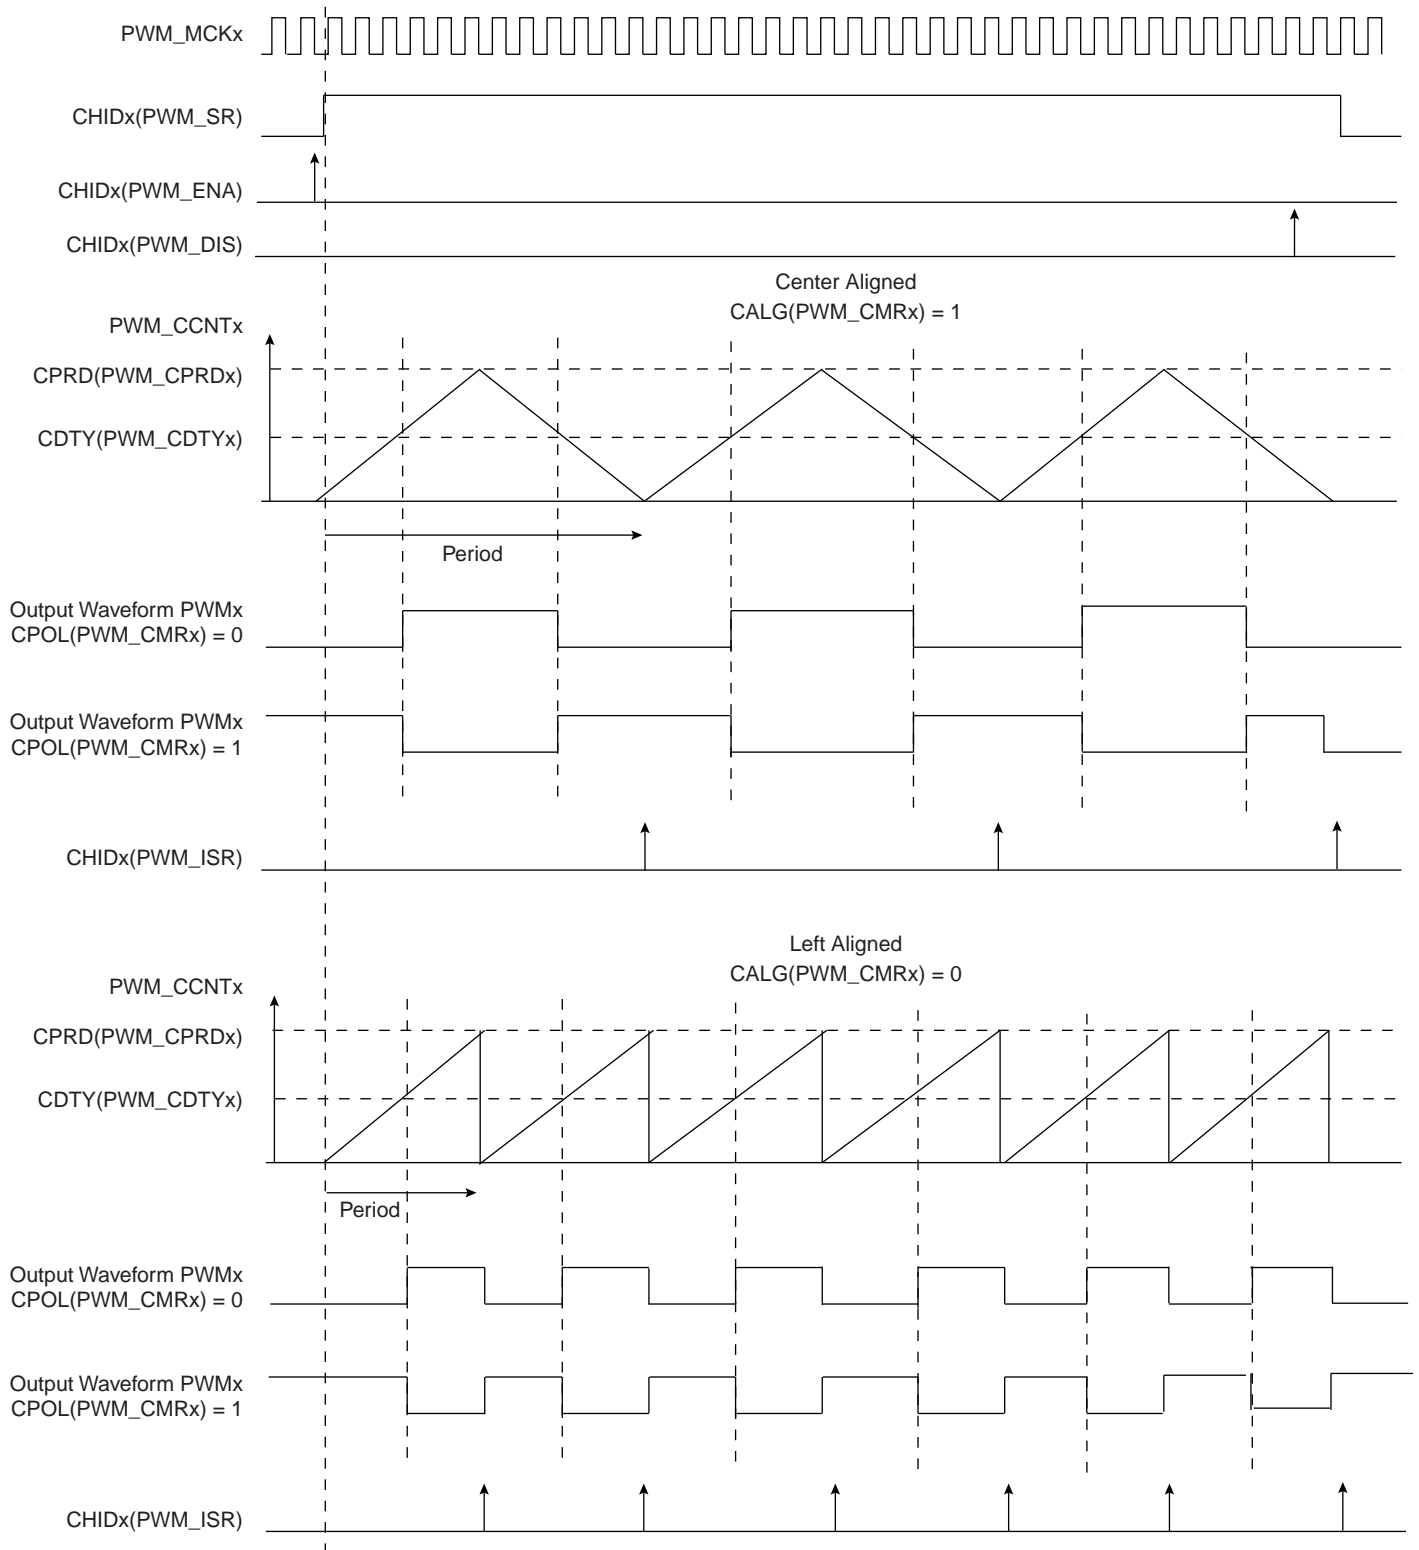 PWM_MCKx
CHIDx(PWM_SR)
CHIDx(PWM_ENA)
CHIDx(PWM_DIS)
Center Aligned
CALG(PWM_CMRx) = 1
PWM_CCNTx
CPRD(PWM_CPRDx)
CDTY(PWM_CDTYx)
Period
Output Waveform PWMx
CPOL(PWM_CMRx) = 0
Output Waveform PWMx
CPOL(PWM_CMRx) = 1
CHIDx(PWM_ISR)
Left Aligned
CALG(PWM_CMRx) = 0
PWM_CCNTx
CPRD(PWM_CPRDx)
CDTY(PWM_CDTYx)
Period
Output Waveform PWMx
CPOL(PWM_CMRx) = 0
Output Waveform PWMx
CPOL(PWM_CMRx) = 1
CHIDx(PWM_ISR)